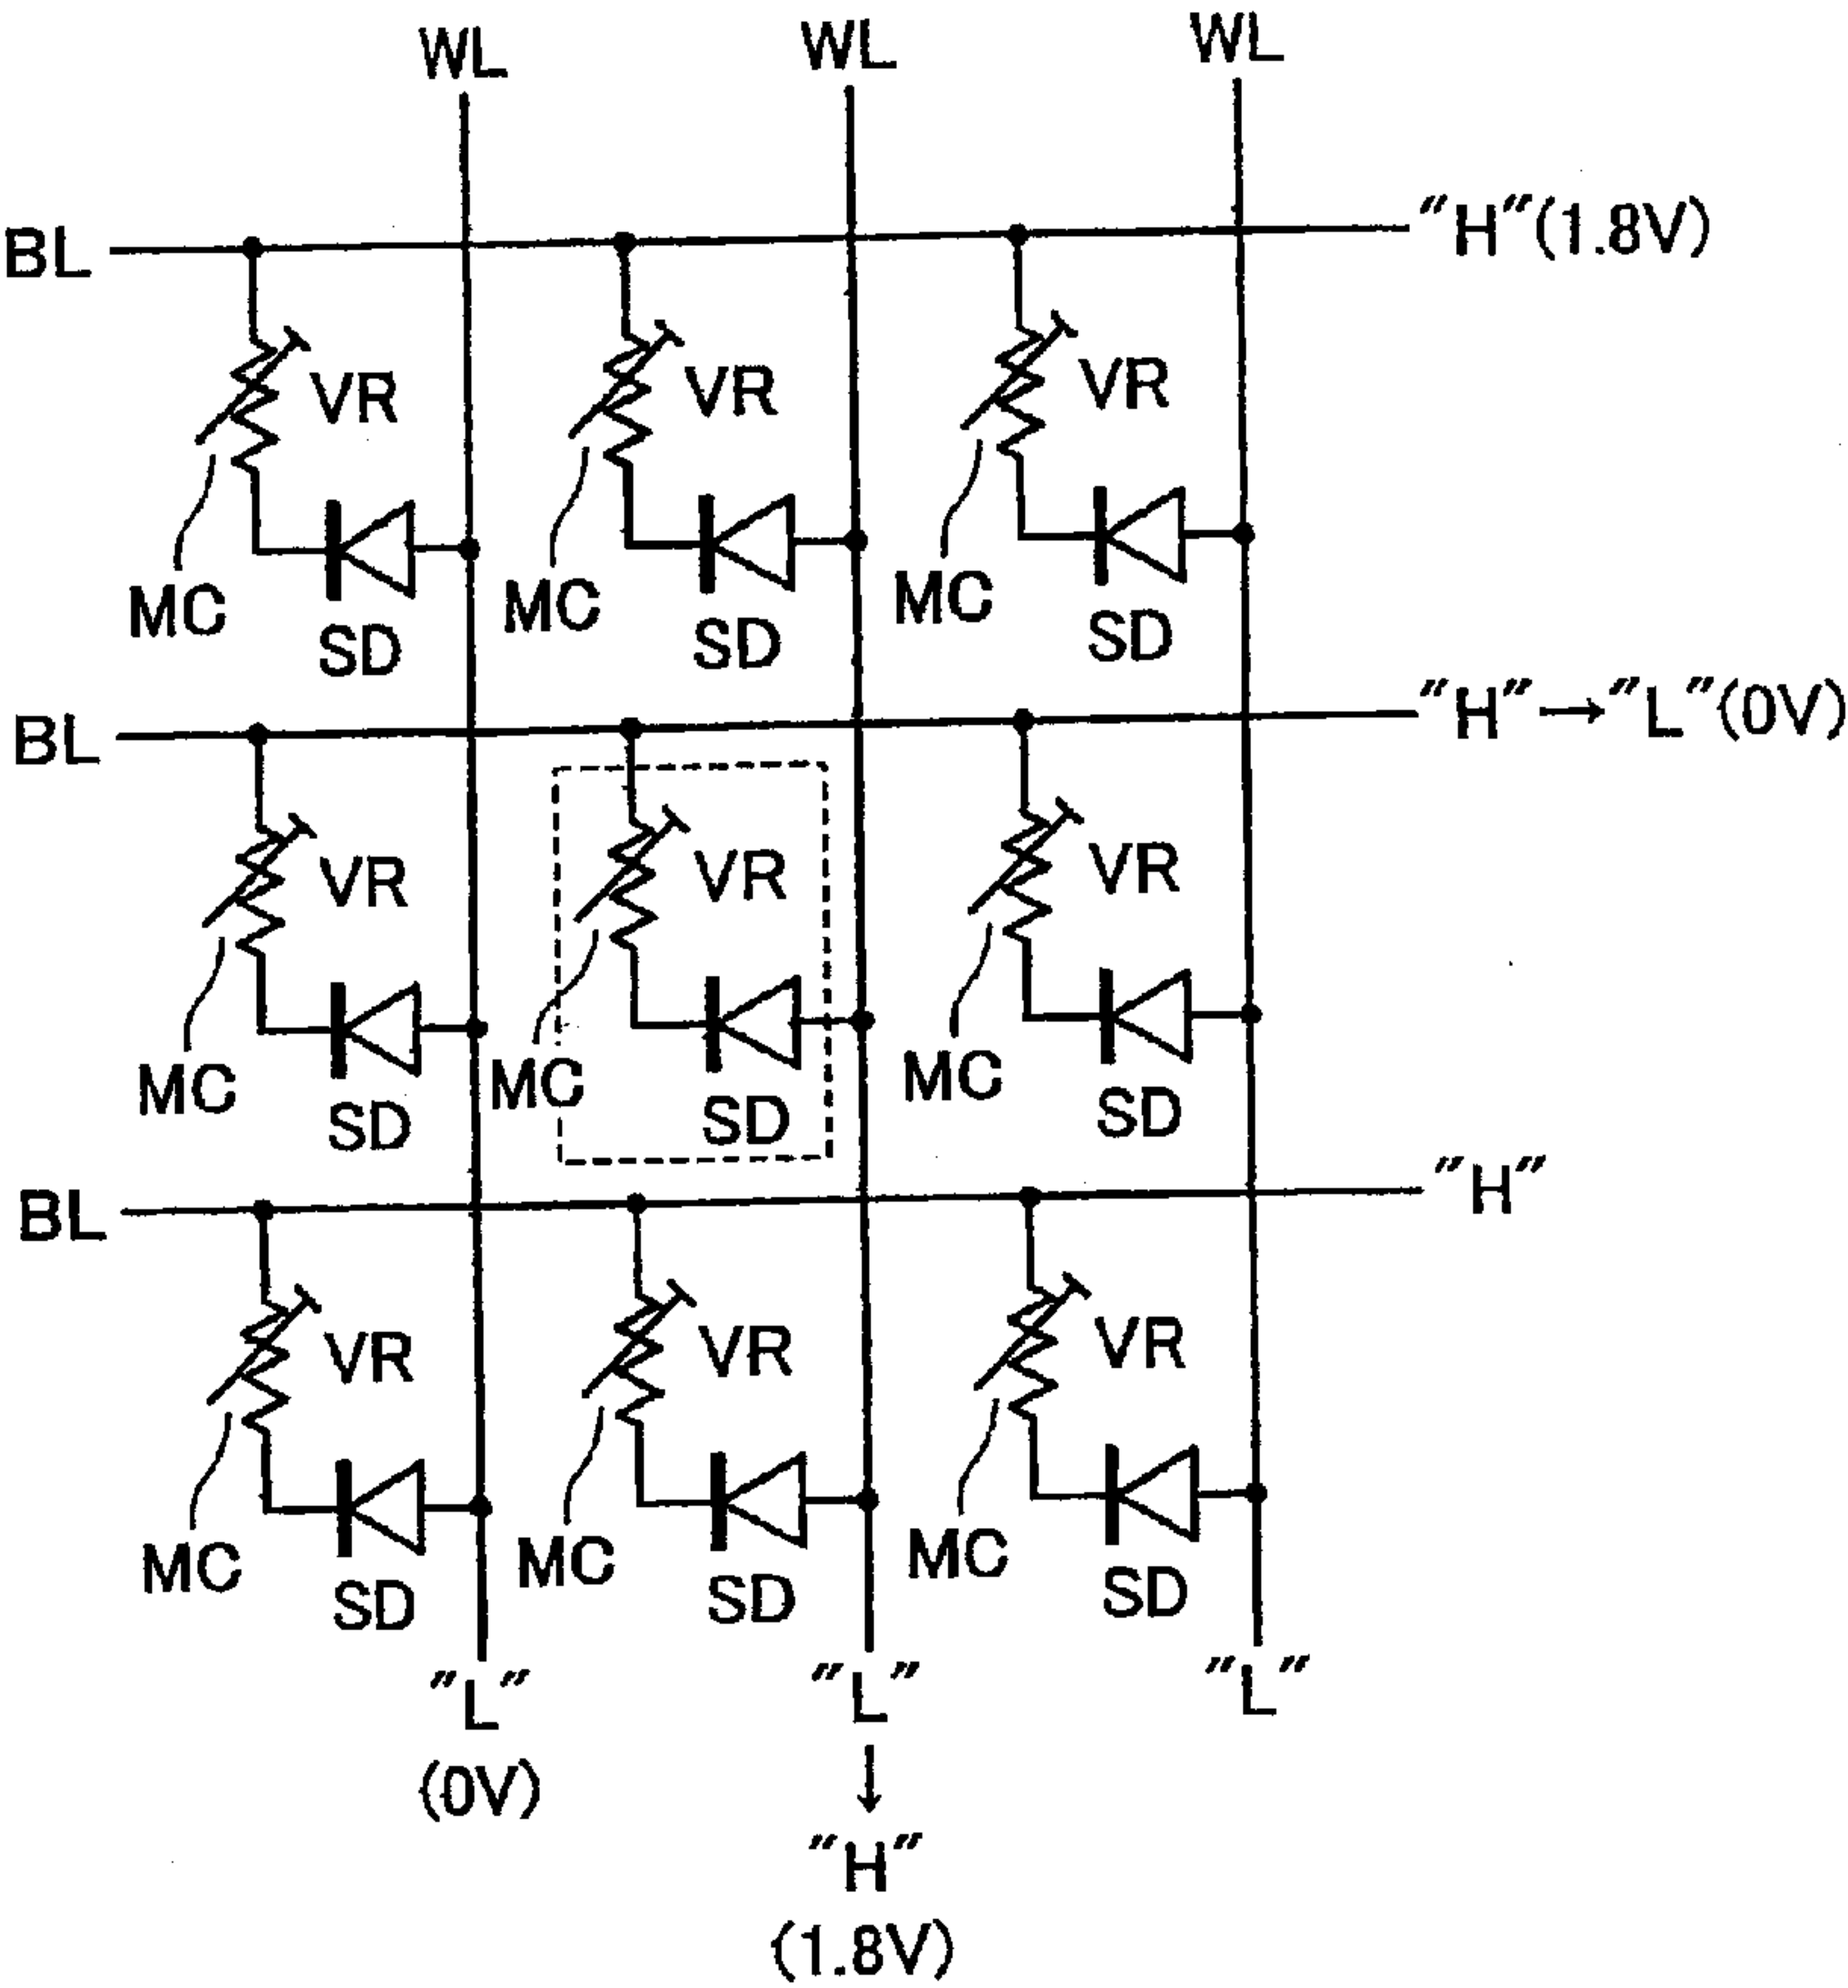 WL WL WL
BL "H"(1.8V)
VR VR VR
MC MC MC
SD SD SD
BL "H"→"L"(0V)
VR VR VR
MC MC MC
SD SD SD
BL "H"
VR VR VR
MC MC MC
SD SD SD
"L" "L" "L"
(0V) ↓
"H"
(1.8V)